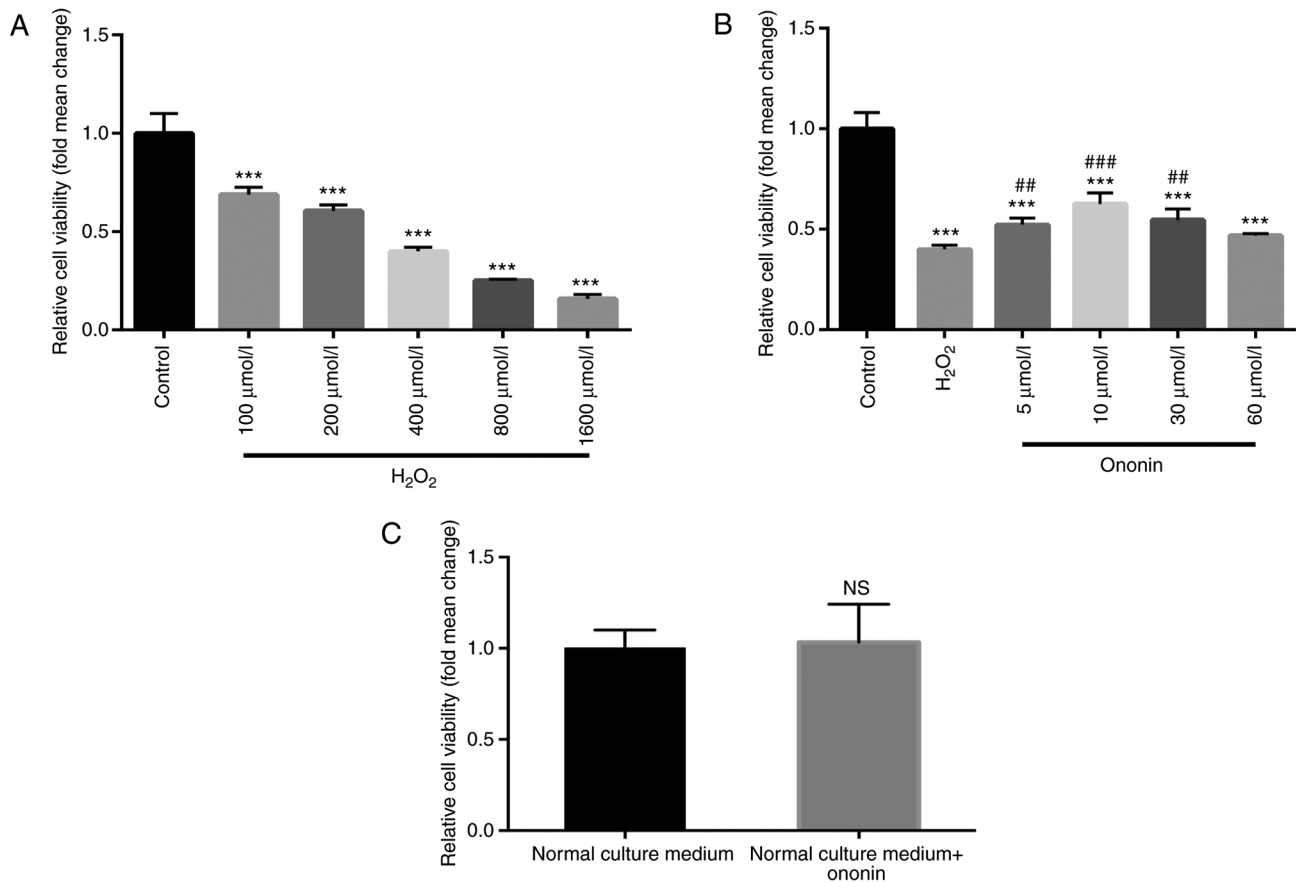 A
Relative cell viability (fold mean change)
1.5
1.0
0.5
0.0
***
***
***
***
***
Control
100 μmol/l
200 μmol/l
400 μmol/l
800 μmol/l
1600 μmol/l
H₂O₂
B
Relative cell viability (fold mean change)
1.5
1.0
0.5
0.0
***
##
***
###
***
##
***
***
Control
H₂O₂
5 μmol/l
10 μmol/l
30 μmol/l
60 μmol/l
Ononin
C
Relative cell viability (fold mean change)
1.5
1.0
0.5
0.0
NS
Normal culture medium
Normal culture medium+
ononin